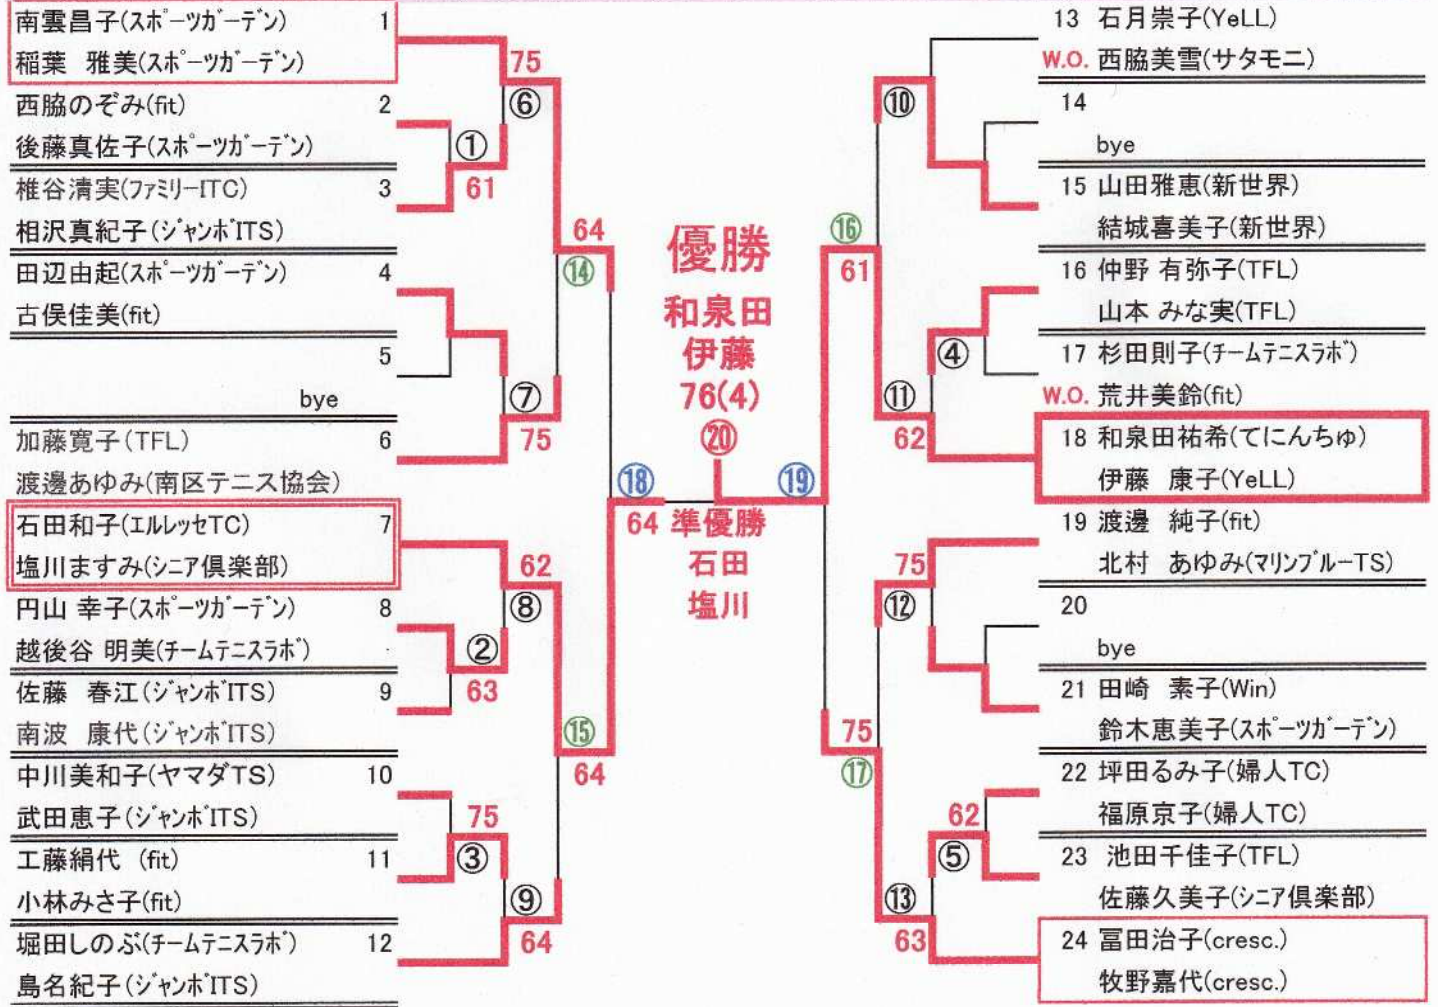 南雲昌子(スポーツガーデン) 1
稲葉 雅美(スポーツガーデン)
西脇のぞみ(fit) 2
後藤真佐子(スポーツガーデン)
椎谷清実(ファミリーITC) 3
相沢真紀子(ジャンボITS)
田辺由起(スポーツガーデン) 4
古俣佳美(fit)
5
bye
加藤寛子(TFL) 6
渡邊あゆみ(南区テニス協会)
石田和子(エルレッセTC) 7
塩川ますみ(シニア倶楽部)
円山 幸子(スポーツガーデン) 8
越後谷 明美(チームテニスラボ)
佐藤 春江(ジャンボITS) 9
南波 康代(ジャンボITS)
中川美和子(ヤマダTS) 10
武田恵子(ジャンボITS)
工藤絹代 (fit) 11
小林みさ子(fit)
堀田しのぶ(チームテニスラボ) 12
島名紀子(ジャンボITS)
①
61
②
63
75
③
75
⑥
⑦
75
62
⑧
⑨
64
64
⑭
⑮
64
⑱
64
優勝
和泉田
伊藤
76(4)
⑳
準優勝
石田
塩川
⑲
⑯
61
75
⑰
⑩
⑪
62
75
⑫
⑬
63
④
62
⑤
13 石月崇子(YeLL)
W.O. 西脇美雪(サタモニ)
14
bye
15 山田雅恵(新世界)
結城喜美子(新世界)
16 仲野 有弥子(TFL)
山本 みな実(TFL)
17 杉田則子(チームテニスラボ)
W.O. 荒井美鈴(fit)
18 和泉田祐希(てにんちゅ)
伊藤 康子(YeLL)
19 渡邊 純子(fit)
北村 あゆみ(マリンブルーTS)
20
bye
21 田崎 素子(Win)
鈴木恵美子(スポーツガーデン)
22 坪田るみ子(婦人TC)
福原京子(婦人TC)
23 池田千佳子(TFL)
佐藤久美子(シニア倶楽部)
24 冨田治子(cresc.)
牧野嘉代(cresc.)